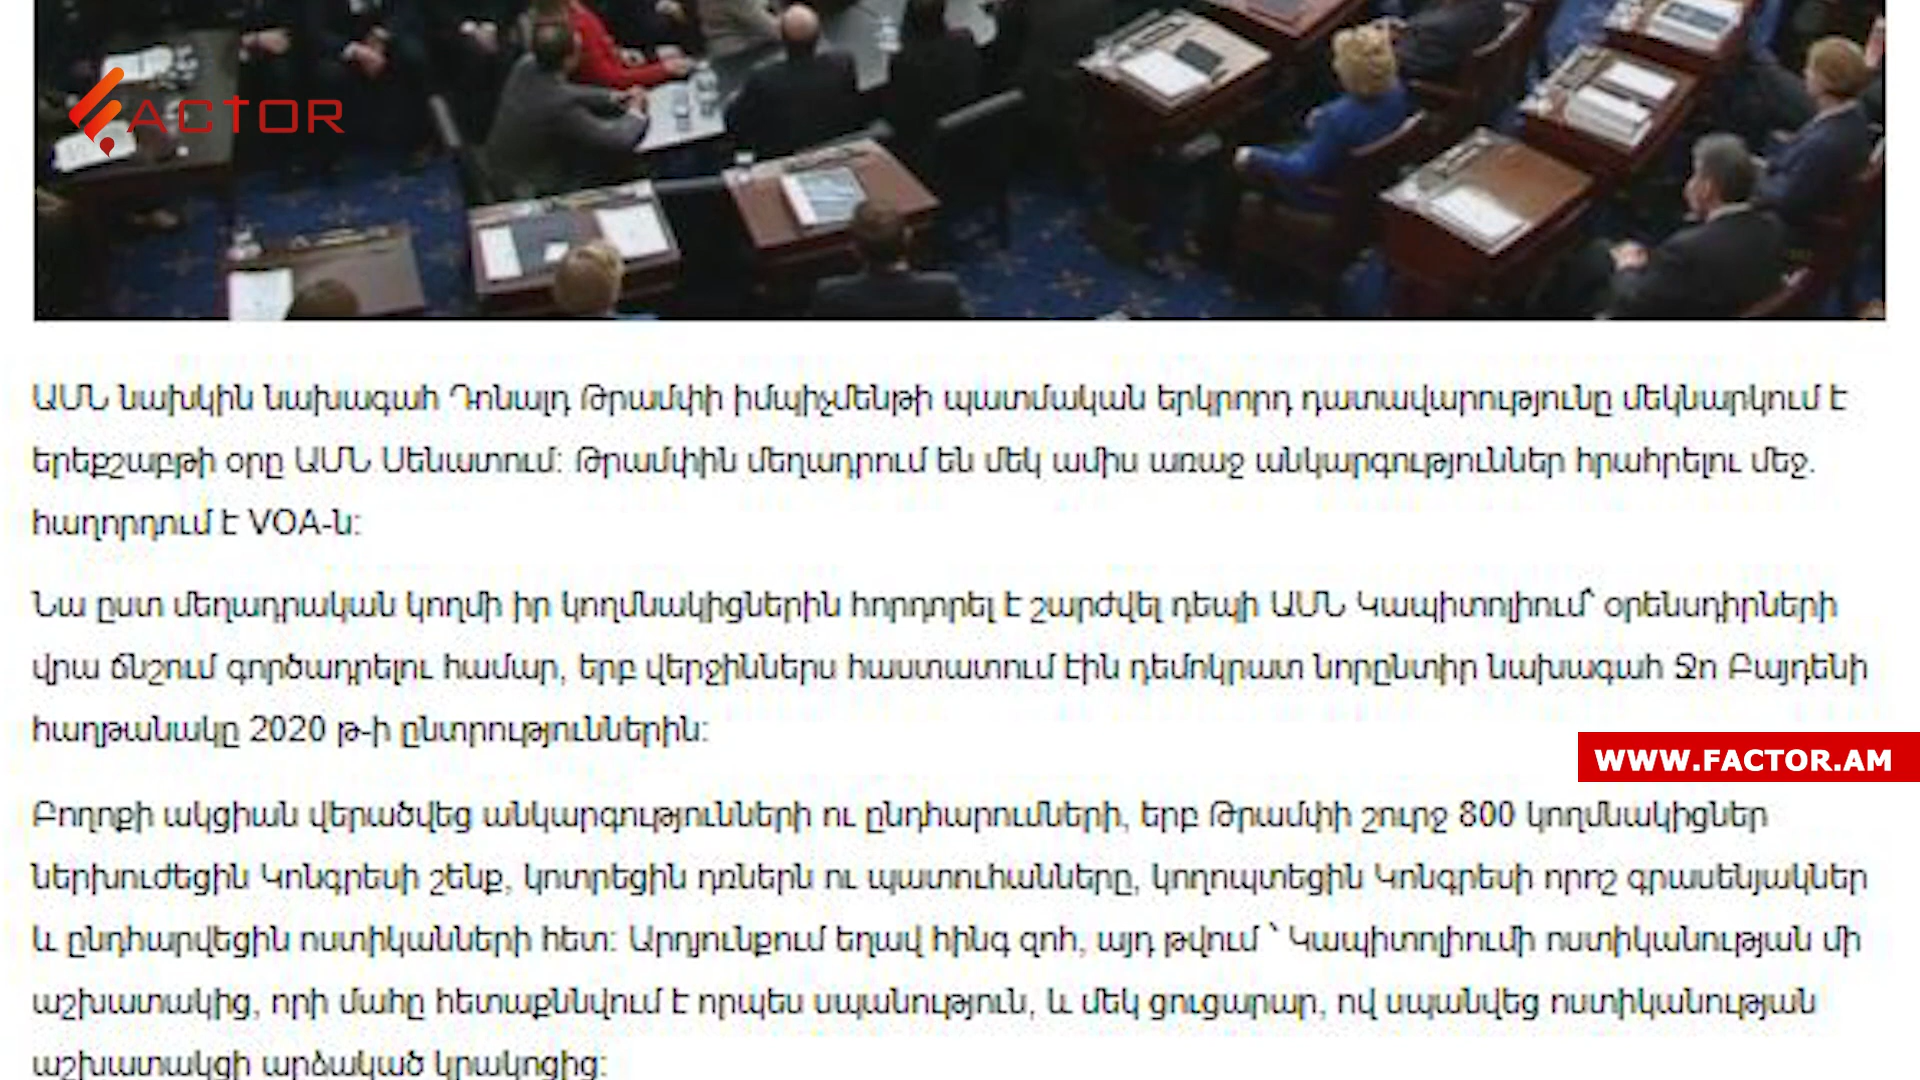 FACTOR
ԱՄՆ նախկին նախագահ Դոնալդ Թրամփի իմպիչմենթի պատմական երկրորդ դատավարությունը մեկնարկում է
երեքշաբթի օրը ԱՄՆ Սենատում: Թրամփին մեղադրում են մեկ ամիս առաջ անկարգություններ հրահրելու մեջ.
հաղորդում է VOA-ն:
Նա ըստ մեղադրական կողմի իր կողմնակիցներին հորդորել է շարժվել դեպի ԱՄՆ Կապիտոլիում՝ օրենսդիրների
վրա ճնշում գործադրելու համար, երբ վերջիններս հաստատում էին դեմոկրատ նորընտիր նախագահ Ջո Բայդենի
հաղթանակը 2020 թ-ի ընտրություններին:
WWW.FACTOR.AM
Բողոքի ակցիան վերածվեց անկարգությունների ու ընդհարումների, երբ Թրամփի շուրջ 800 կողմնակիցներ
ներխուժեցին Կոնգրեսի շենք, կոտրեցին դռներն ու պատուհանները, կողոպտեցին Կոնգրեսի որոշ գրասենյակներ
և ընդհարվեցին ոստիկանների հետ: Արդյունքում եղավ հինգ զոհ, այդ թվում ՝ Կապիտոլիումի ոստիկանության մի
աշխատակից, որի մահը հետաքննվում է որպես սպանություն, և մեկ ցուցարար, ով սպանվեց ոստիկանության
աշխատակցի արձակած կրակոցից: